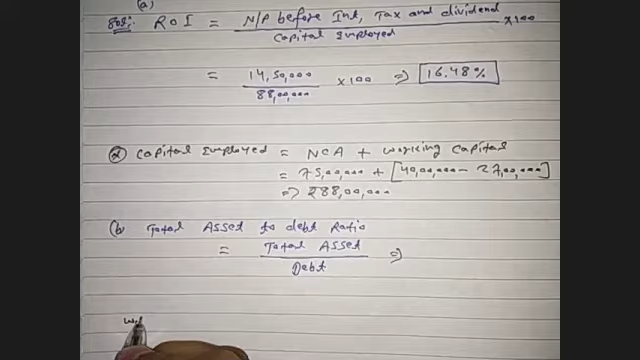 (a)
Sol: ROI = N/P before Int, Tax and dividend / Capital Employed × 100
= 14,50,000 / 88,00,000 × 100 ⇒ 16.48%
(*) Capital Employed = NCA + working capital
= 75,00,000 + [40,00,000 - 27,00,000]
⇒ ₹88,00,000
(b) Total Asset to debt Ratio
= Total Asset / Debt ⇒